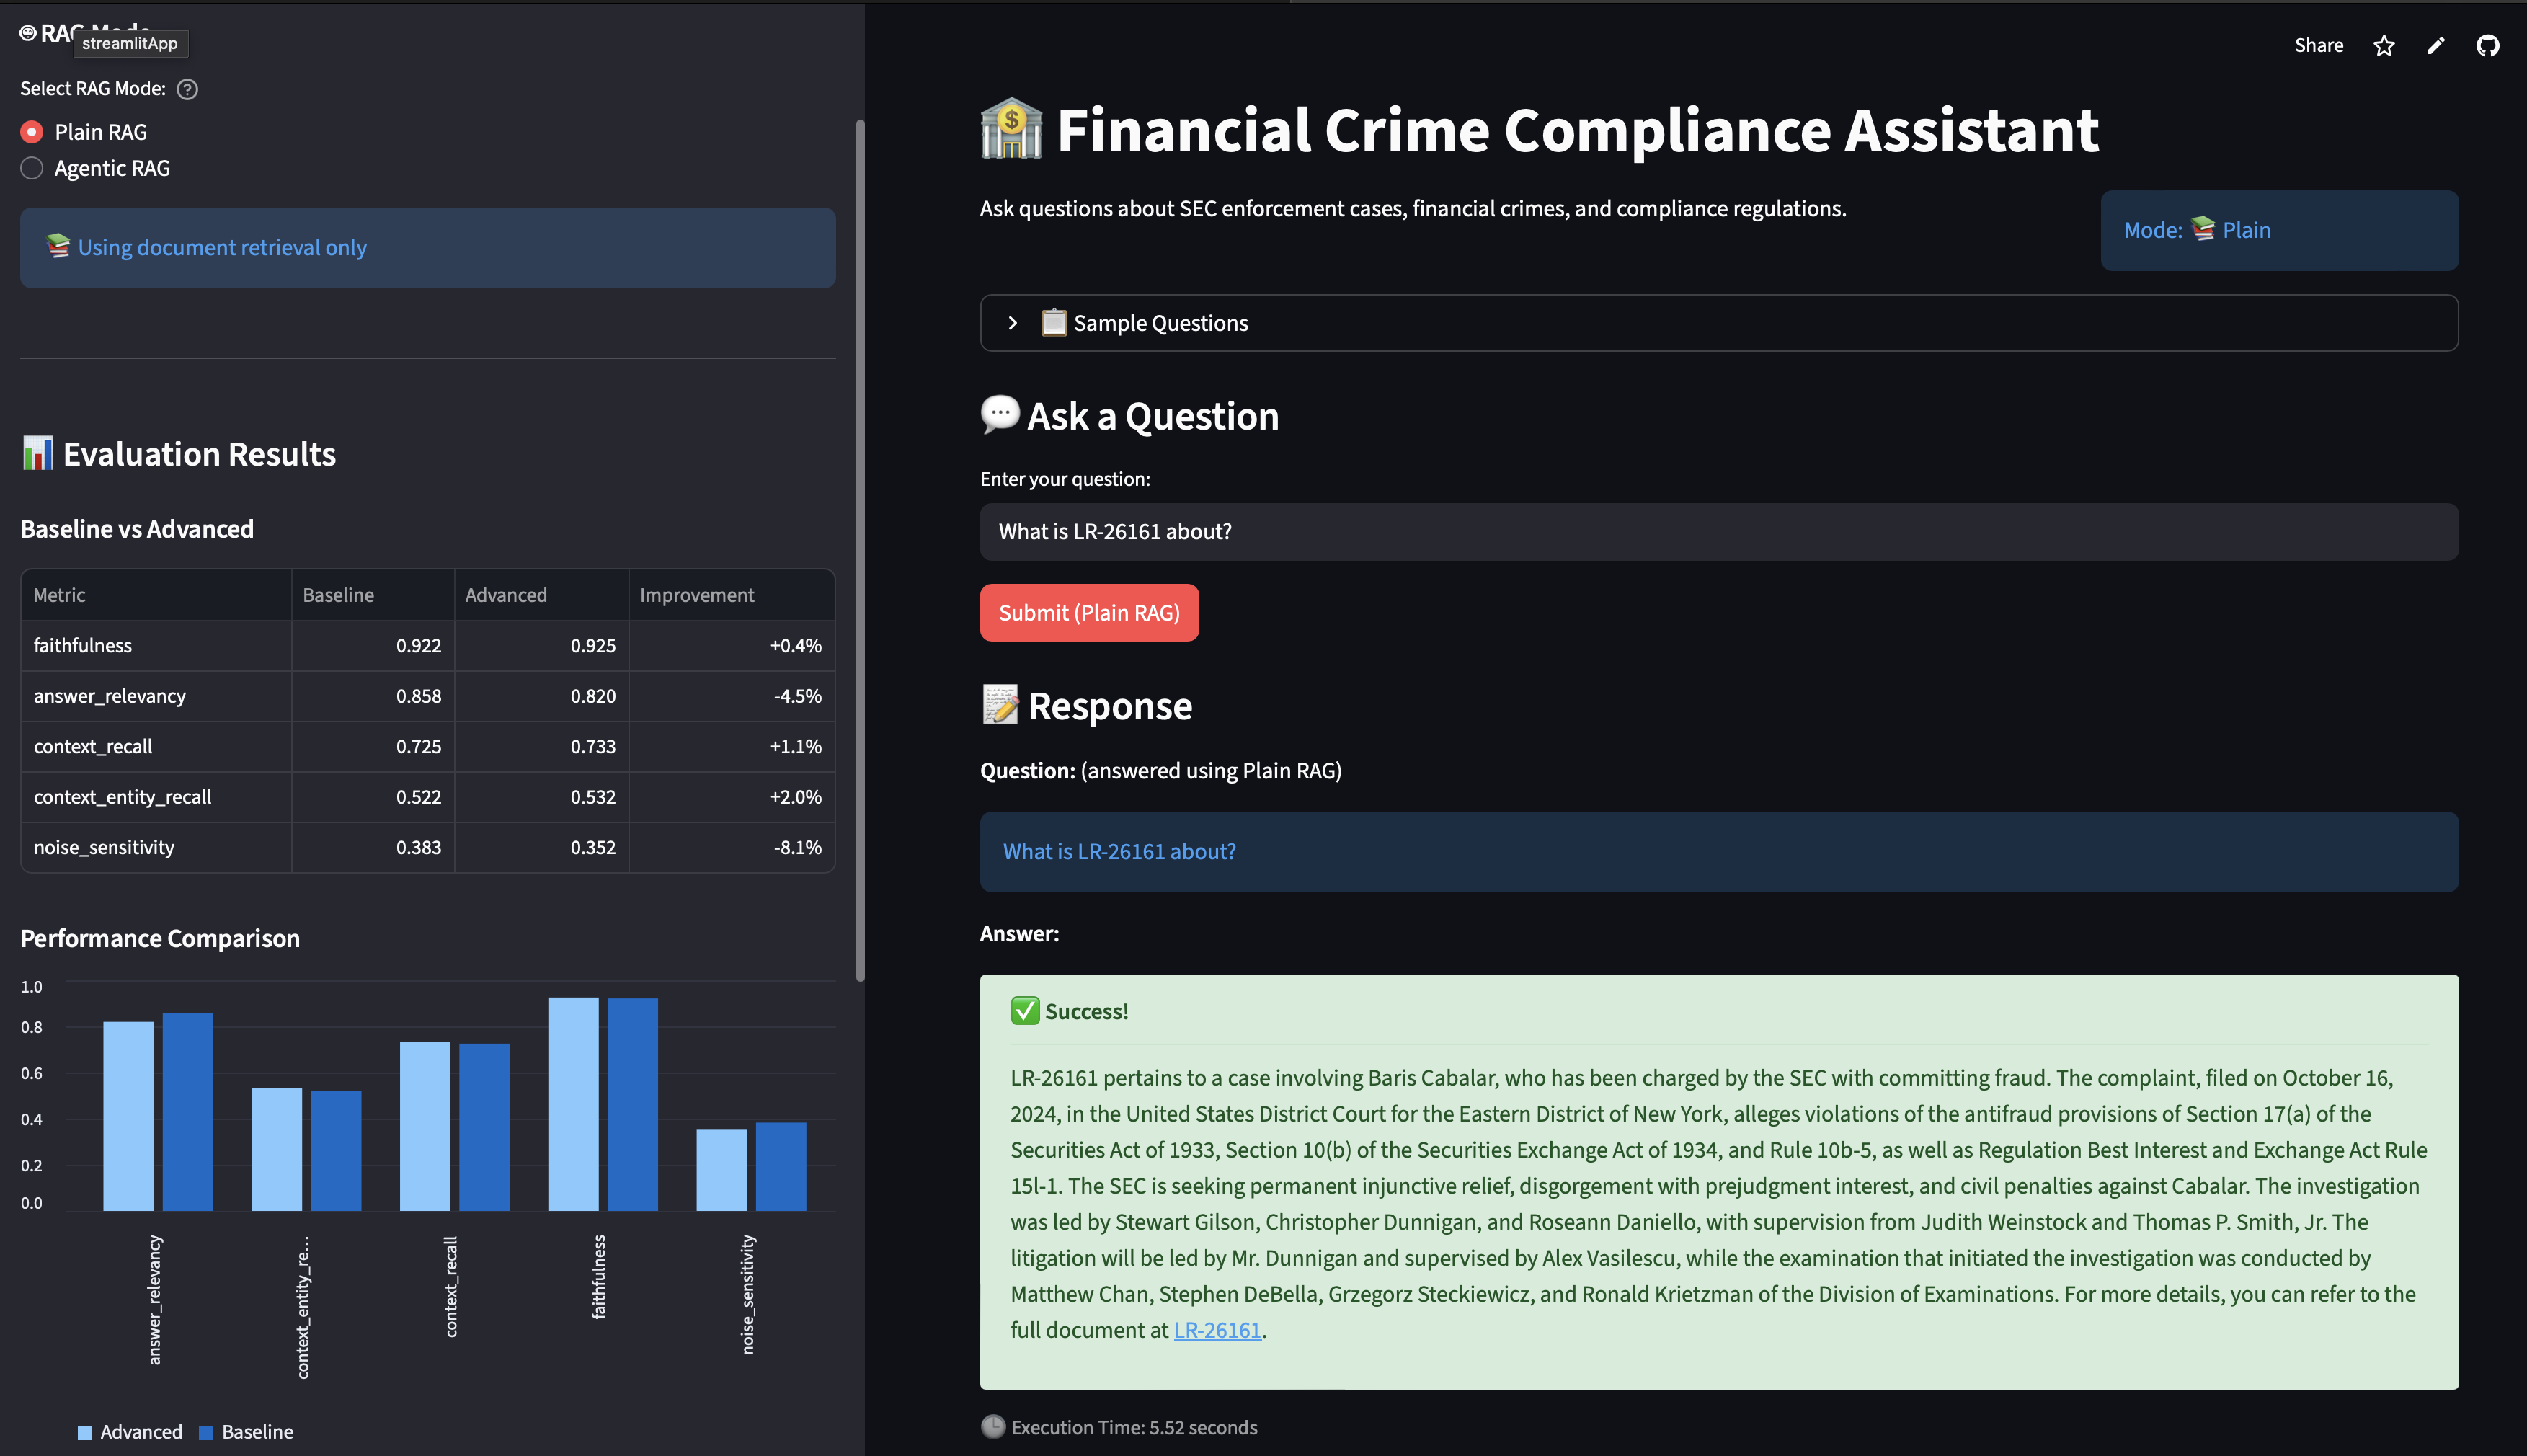 RAG Mode
streamlitApp
Select RAG Mode:
Plain RAG
Agentic RAG
Using document retrieval only
Evaluation Results
Baseline vs Advanced
Metric Baseline Advanced Improvement
faithfulness 0.922 0.925 +0.4%
answer_relevancy 0.858 0.820 -4.5%
context_recall 0.725 0.733 +1.1%
context_entity_recall 0.522 0.532 +2.0%
noise_sensitivity 0.383 0.352 -8.1%
Performance Comparison
1.0
0.8
0.6
0.4
0.2
0.0
answer_relevancy
context_entity_re...
context_recall
faithfulness
noise_sensitivity
Advanced Baseline
Share
Financial Crime Compliance Assistant
Ask questions about SEC enforcement cases, financial crimes, and compliance regulations.
Mode: Plain
Sample Questions
Ask a Question
Enter your question:
What is LR-26161 about?
Submit (Plain RAG)
Response
Question: (answered using Plain RAG)
What is LR-26161 about?
Answer:
Success!
LR-26161 pertains to a case involving Baris Cabalar, who has been charged by the SEC with committing fraud. The complaint, filed on October 16,
2024, in the United States District Court for the Eastern District of New York, alleges violations of the antifraud provisions of Section 17(a) of the
Securities Act of 1933, Section 10(b) of the Securities Exchange Act of 1934, and Rule 10b-5, as well as Regulation Best Interest and Exchange Act Rule
15l-1. The SEC is seeking permanent injunctive relief, disgorgement with prejudgment interest, and civil penalties against Cabalar. The investigation
was led by Stewart Gilson, Christopher Dunnigan, and Roseann Daniello, with supervision from Judith Weinstock and Thomas P. Smith, Jr. The
litigation will be led by Mr. Dunnigan and supervised by Alex Vasilescu, while the examination that initiated the investigation was conducted by
Matthew Chan, Stephen DeBella, Grzegorz Steckiewicz, and Ronald Krietzman of the Division of Examinations. For more details, you can refer to the
full document at LR-26161.
Execution Time: 5.52 seconds